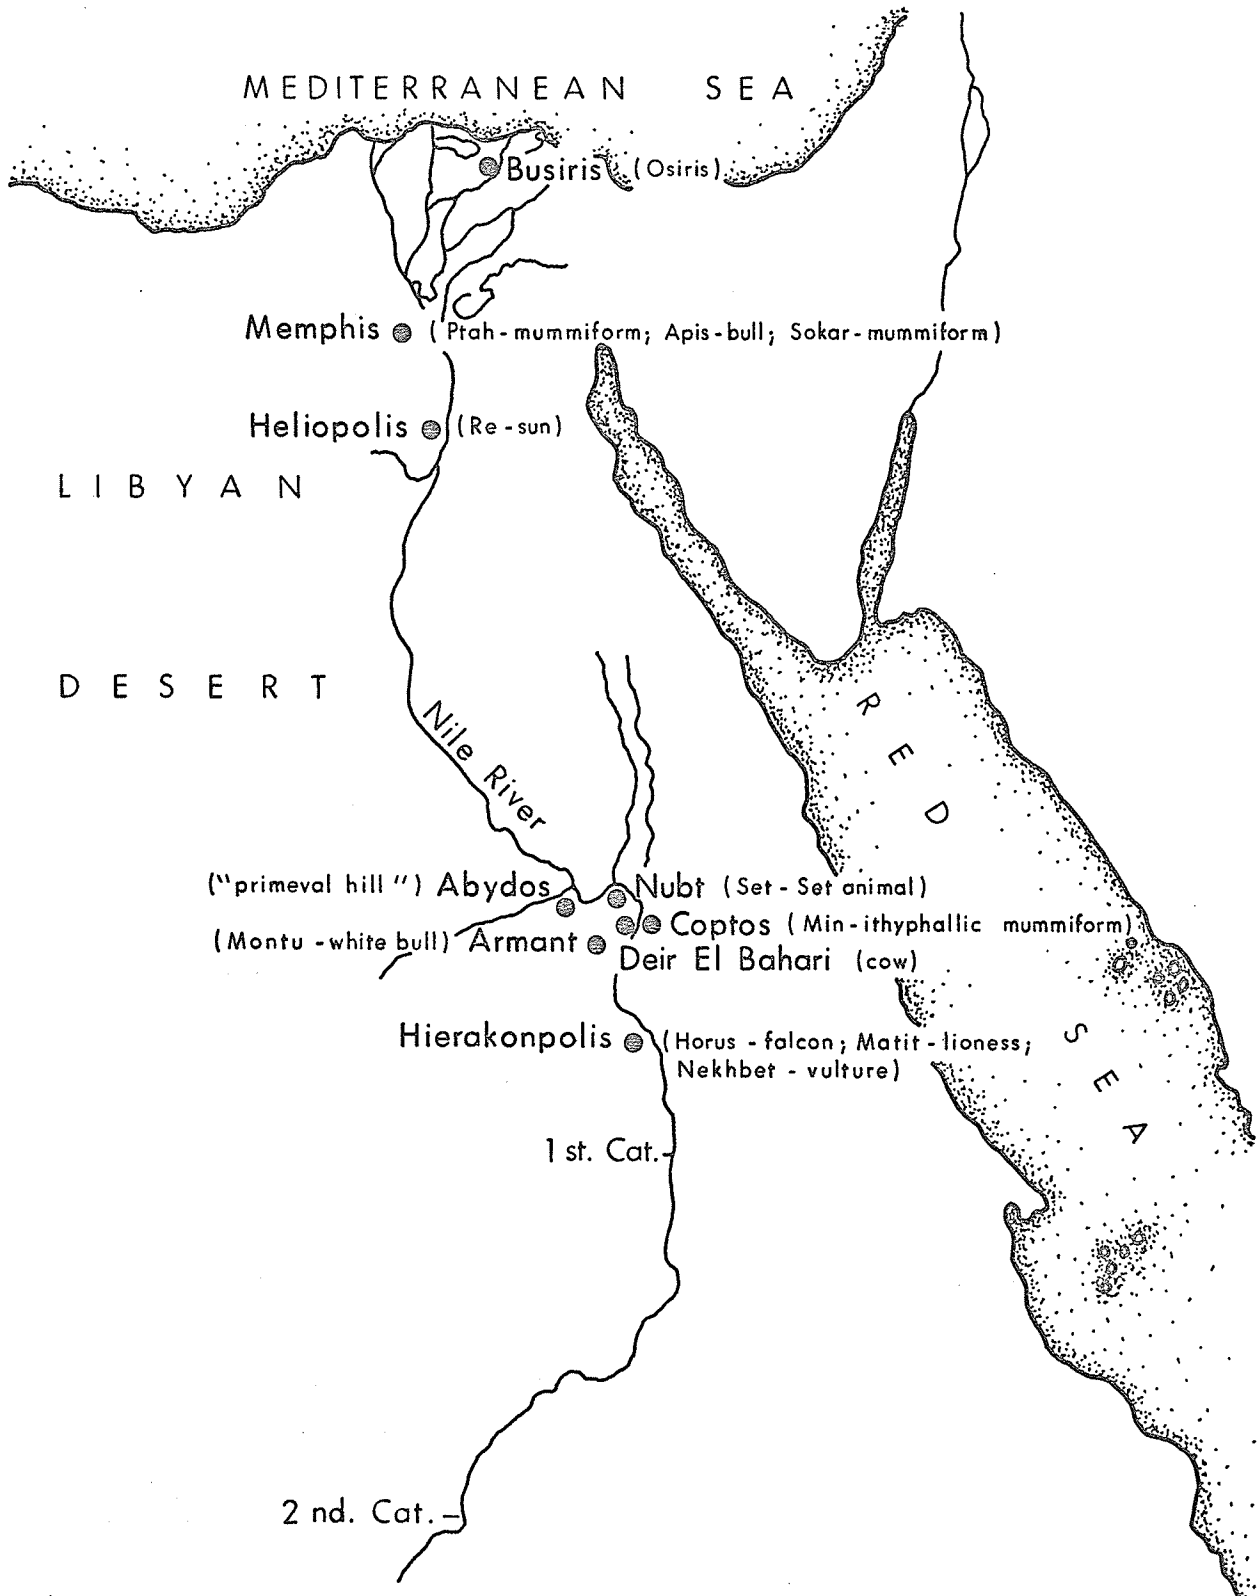 MEDITERRANEAN SEA
Busiris (Osiris)
Memphis (Ptah-mummiform; Apis-bull; Sokar-mummiform)
Heliopolis (Re-sun)
LIBYAN
DESERT
Nile River
RED
SEA
("primeval hill") Abydos
Nubt (Set-Set animal)
Coptos (Min-ithyphallic mummiform)
(Montu-white bull) Armant
Deir El Bahari (cow)
Hierakonpolis (Horus-falcon; Matit-lioness;
Nekhbet-vulture)
1 st. Cat.
2 nd. Cat.